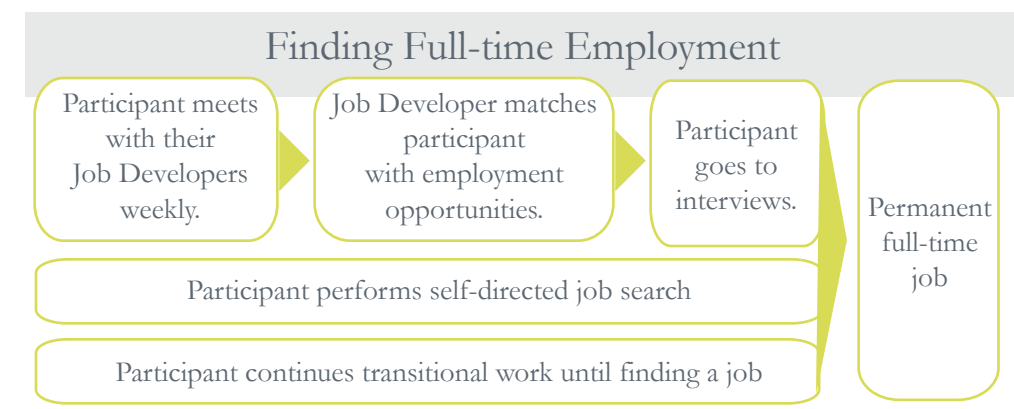 Finding Full-time Employment
Participant meets
with their
Job Developers
weekly.
Job Developer matches
participant
with employment
opportunities.
Participant
goes to
interviews.
Participant performs self-directed job search
Participant continues transitional work until finding a job
Permanent
full-time
job